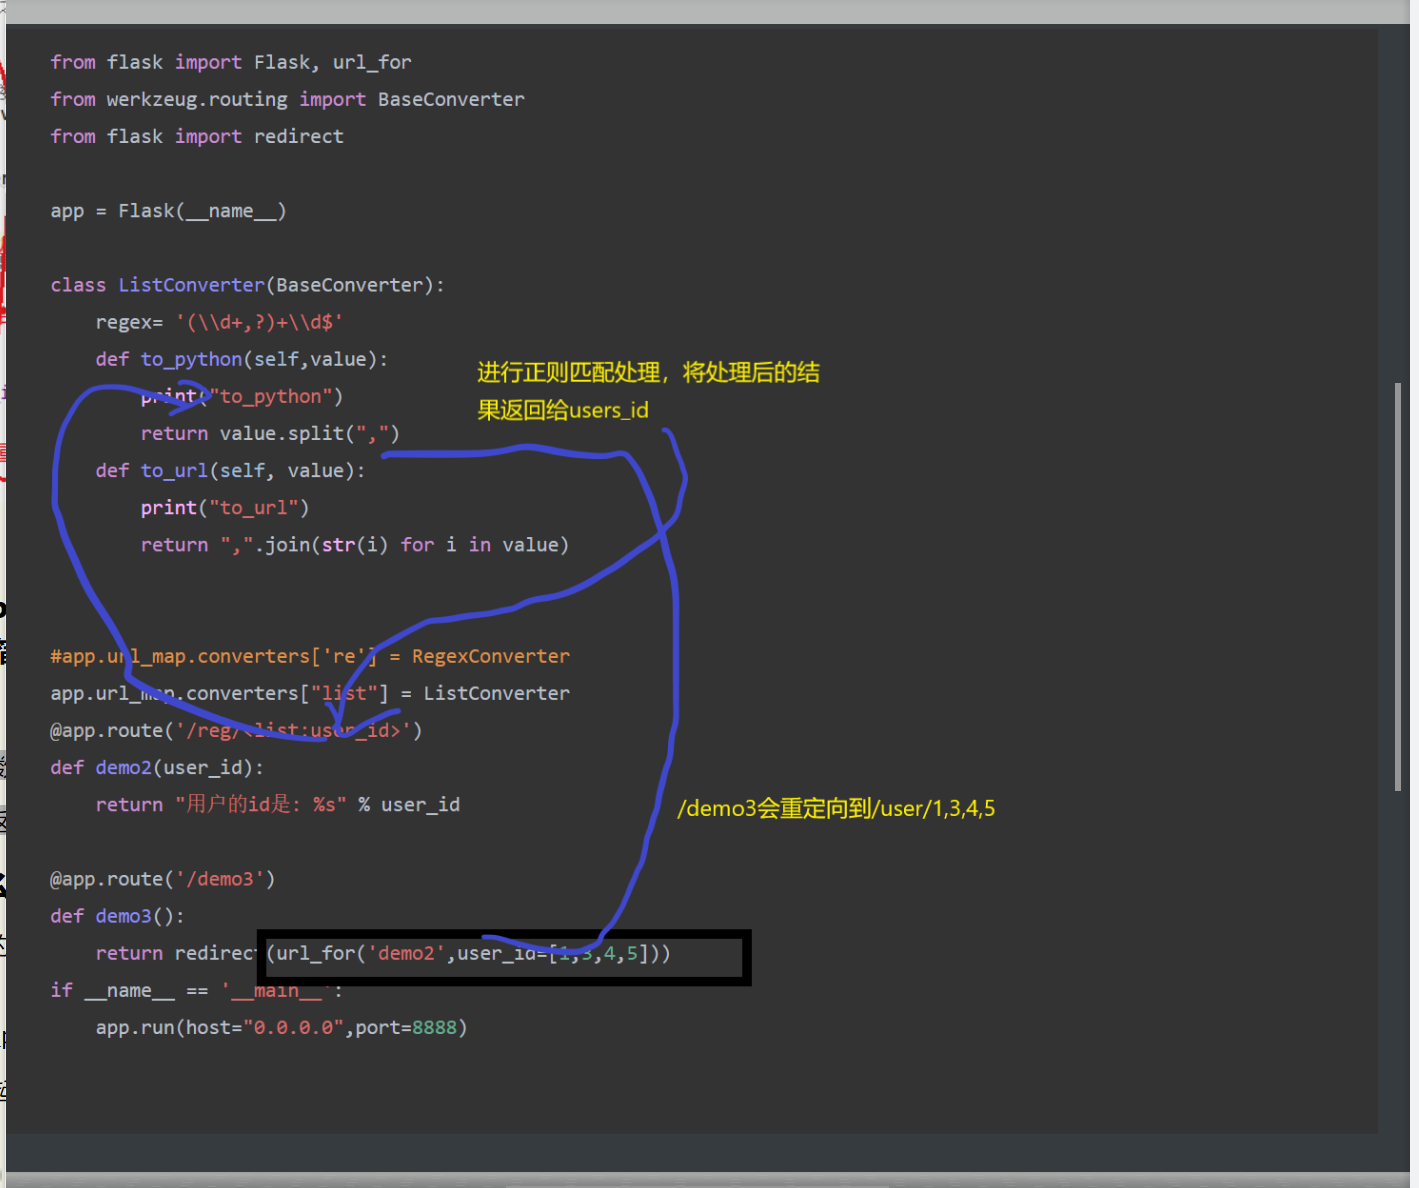 from flask import Flask, url_for
from werkzeug.routing import BaseConverter
from flask import redirect
app = Flask(__name__)
class ListConverter(BaseConverter):
regex= '(\\d+,?)+\\d$'
def to_python(self,value):
进行正则匹配处理，将处理后的结
print("to_python")
果返回给users_id
return value.split(",")
def to_url(self, value):
print("to_url")
return ",".join(str(i) for i in value)
#app.url_map.converters['re'] = RegexConverter
app.url_map.converters["list"] = ListConverter
@app.route('/reg/<list:user_id>')
def demo2(user_id):
return "用户的id是: %s" % user_id
/demo3会重定向到/user/1,3,4,5
@app.route('/demo3')
def demo3():
return redirect(url_for('demo2',user_id=[1,3,4,5]))
if __name__ == '__main__':
app.run(host="0.0.0.0",port=8888)